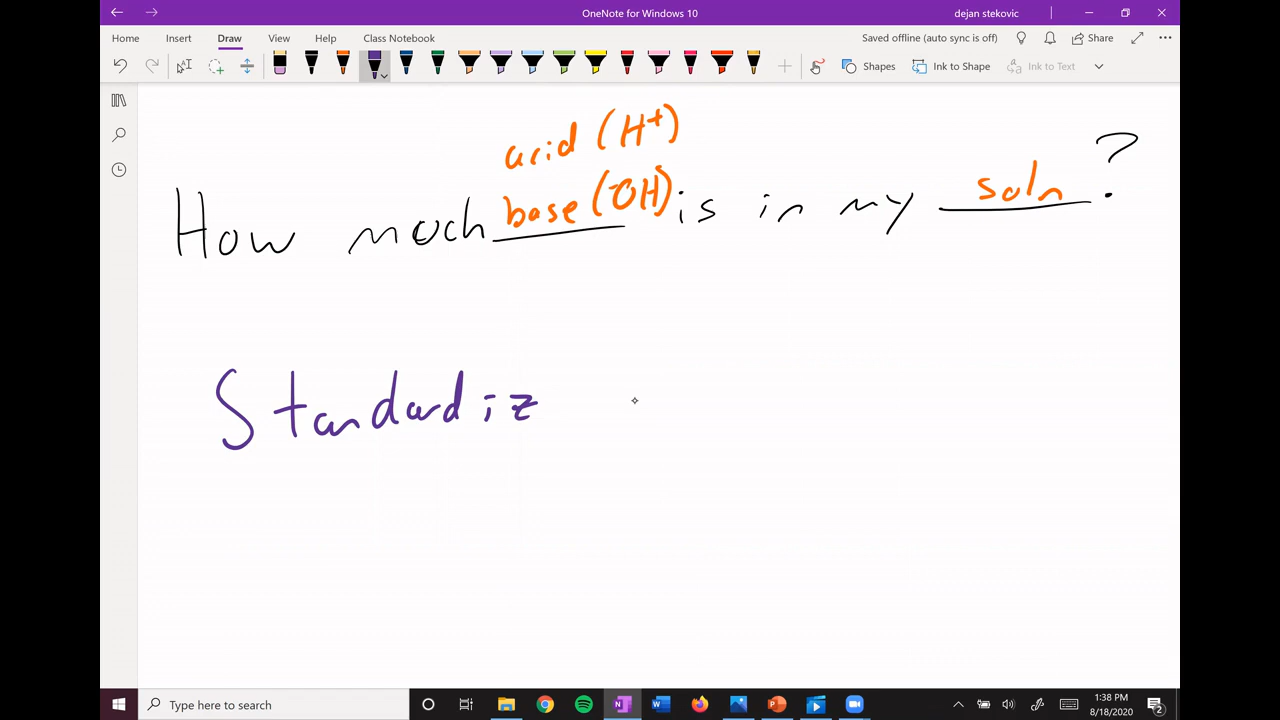 OneNote for Windows 10
dejan stekovic
Home Insert Draw View Help Class Notebook
Saved offline (auto sync is off)
Share
Shapes
Ink to Shape
Ink to Text
acid (H+)
base (-OH)
How much is in my soln?
Standardiz
Type here to search
1:38 PM
8/18/2020
2